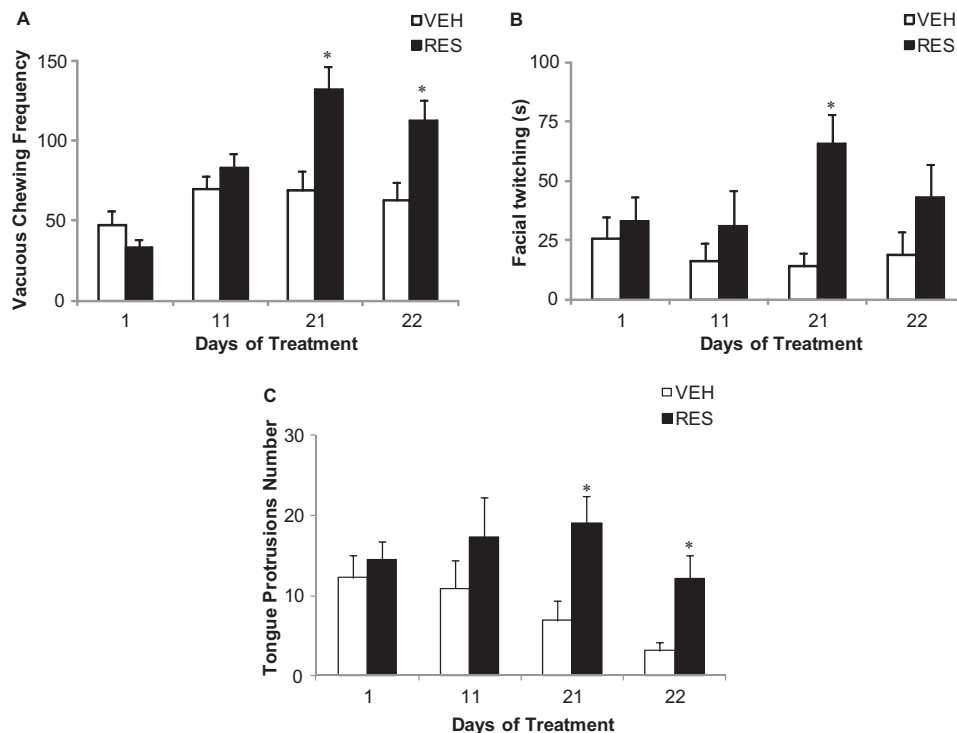 A
VEH
RES
Vacuous Chewing Frequency
150
*
*
100
50
0
1 11 21 22
Days of Treatment
B
VEH
RES
Facial twitching (s)
100
75
*
50
25
0
1 11 21 22
Days of Treatment
C
VEH
RES
Tongue Protrusions Number
30
20
*
*
10
0
1 11 21 22
Days of Treatment